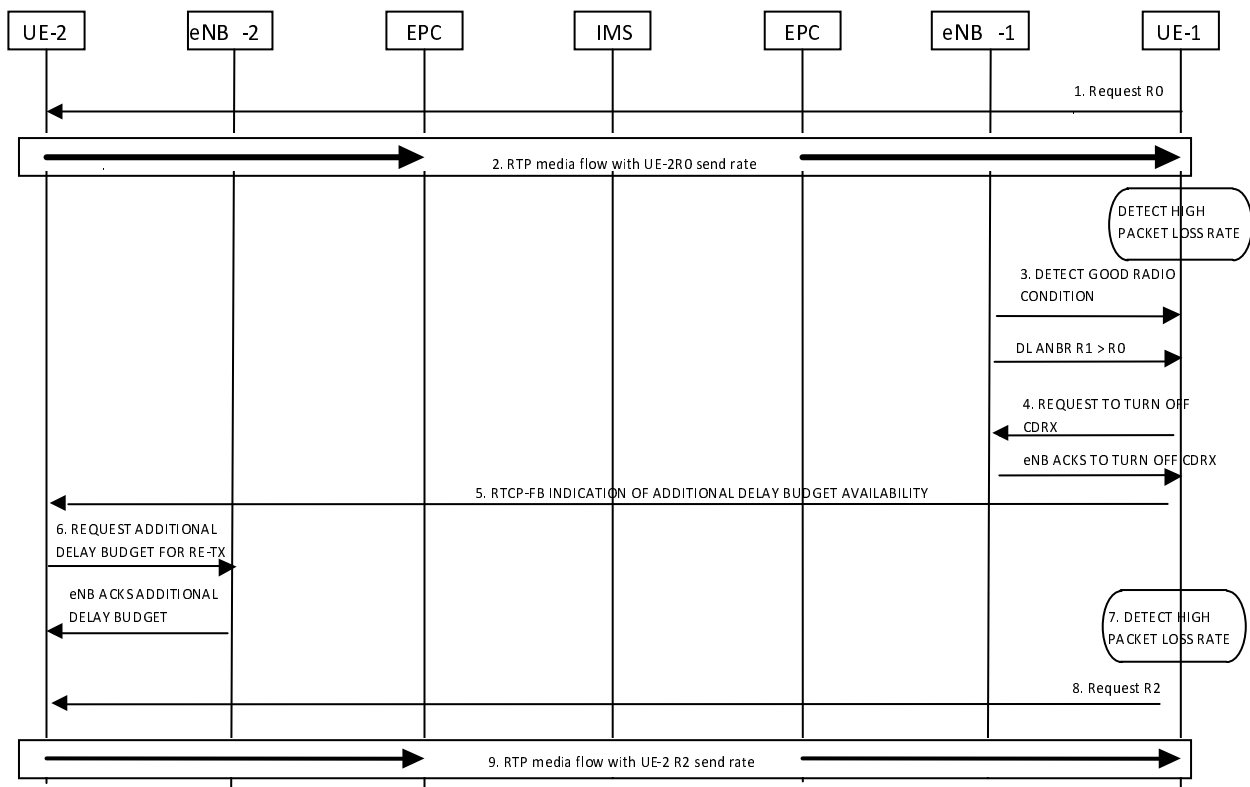 UE-2
eNB -2
EPC
IMS
EPC
eNB -1
UE-1
1. Request R0
2. RTP media flow with UE-2R0 send rate
DETECT HIGH
PACKET LOSS RATE
3. DETECT GOOD RADIO
CONDITION
DL ANBR R1 > R0
4. REQUEST TO TURN OFF
CDRX
eNB ACKS TO TURN OFF CDRX
5. RTCP-FB INDICATION OF ADDITIONAL DELAY BUDGET AVAILABILITY
6. REQUEST ADDITIONAL
DELAY BUDGET FOR RE-TX
eNB ACKS ADDITIONAL
DELAY BUDGET
7. DETECT HIGH
PACKET LOSS RATE
8. Request R2
9. RTP media flow with UE-2 R2 send rate